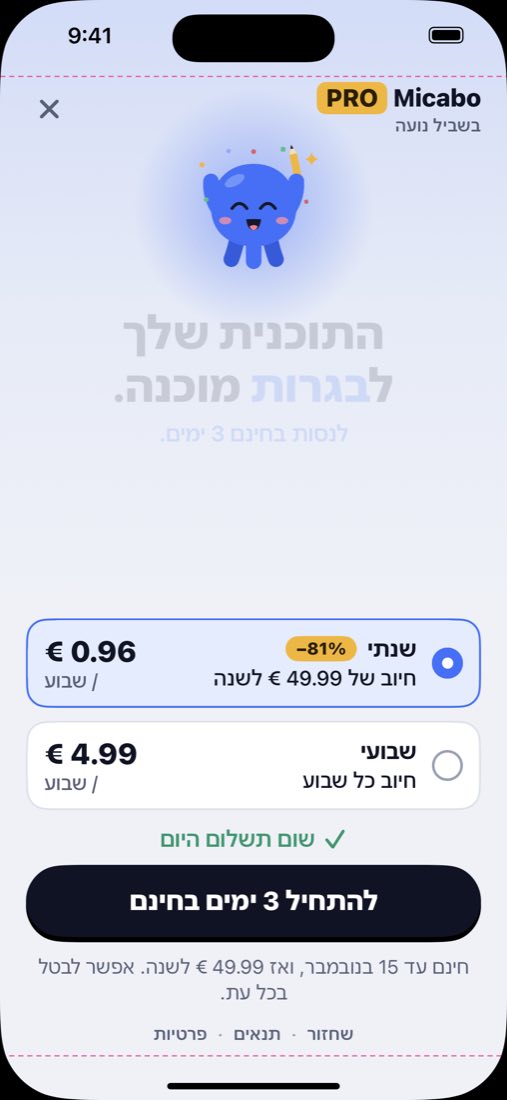 9:41
Micabo PRO
בשביל נועה
התוכנית שלך
לבגרות מוכנה.
לנסות בחינם 3 ימים.
שנתי −81%
חיוב של 49.99 € לשנה
0.96 €
/ שבוע
שבועי
חיוב כל שבוע
4.99 €
/ שבוע
שום תשלום היום
להתחיל 3 ימים בחינם
חינם עד 15 בנובמבר, ואז 49.99 € לשנה. אפשר לבטל
בכל עת.
שחזור · תנאים · פרטיות